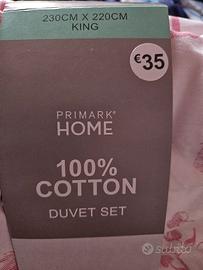 230CM X 220CM
KING
€35
PRIMARK®
HOME
100%
COTTON
DUVET SET
subito